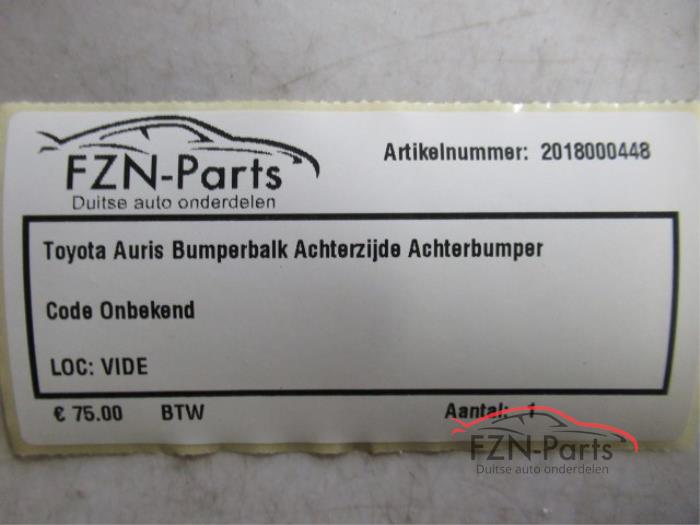 FZN-Parts
Duitse auto onderdelen
Artikelnummer: 2018000448
Toyota Auris Bumperbalk Achterzijde Achterbumper
Code Onbekend
LOC: VIDE
€ 75.00 BTW Aantal: 1
FZN-Parts
Duitse auto onderdelen